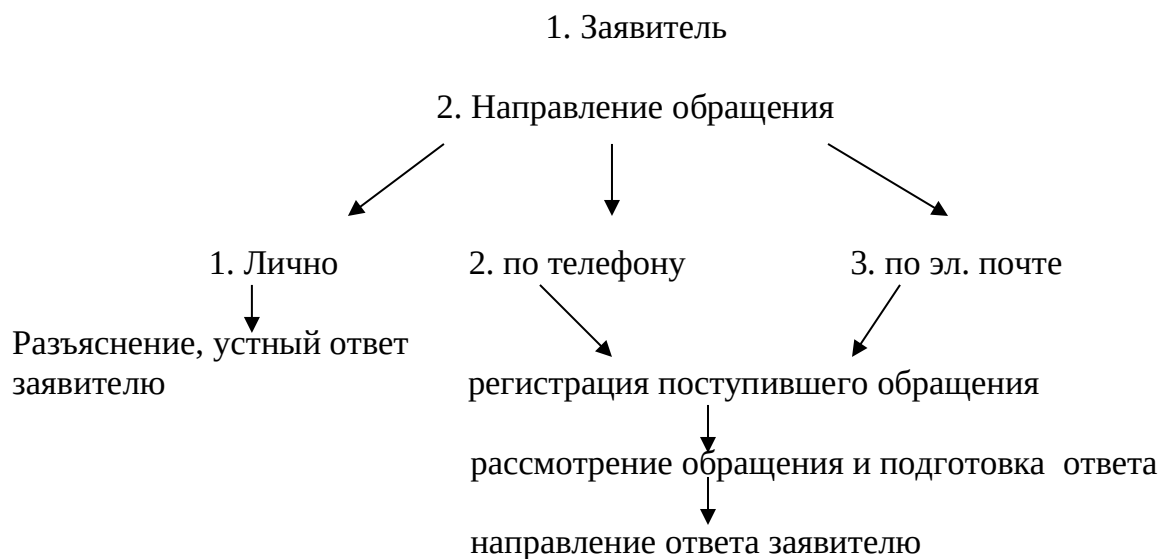 1. Заявитель
2. Направление обращения
1. Лично
2. по телефону
3. по эл. почте
Разъяснение, устный ответ
заявителю
регистрация поступившего обращения
рассмотрение обращения и подготовка ответа
направление ответа заявителю